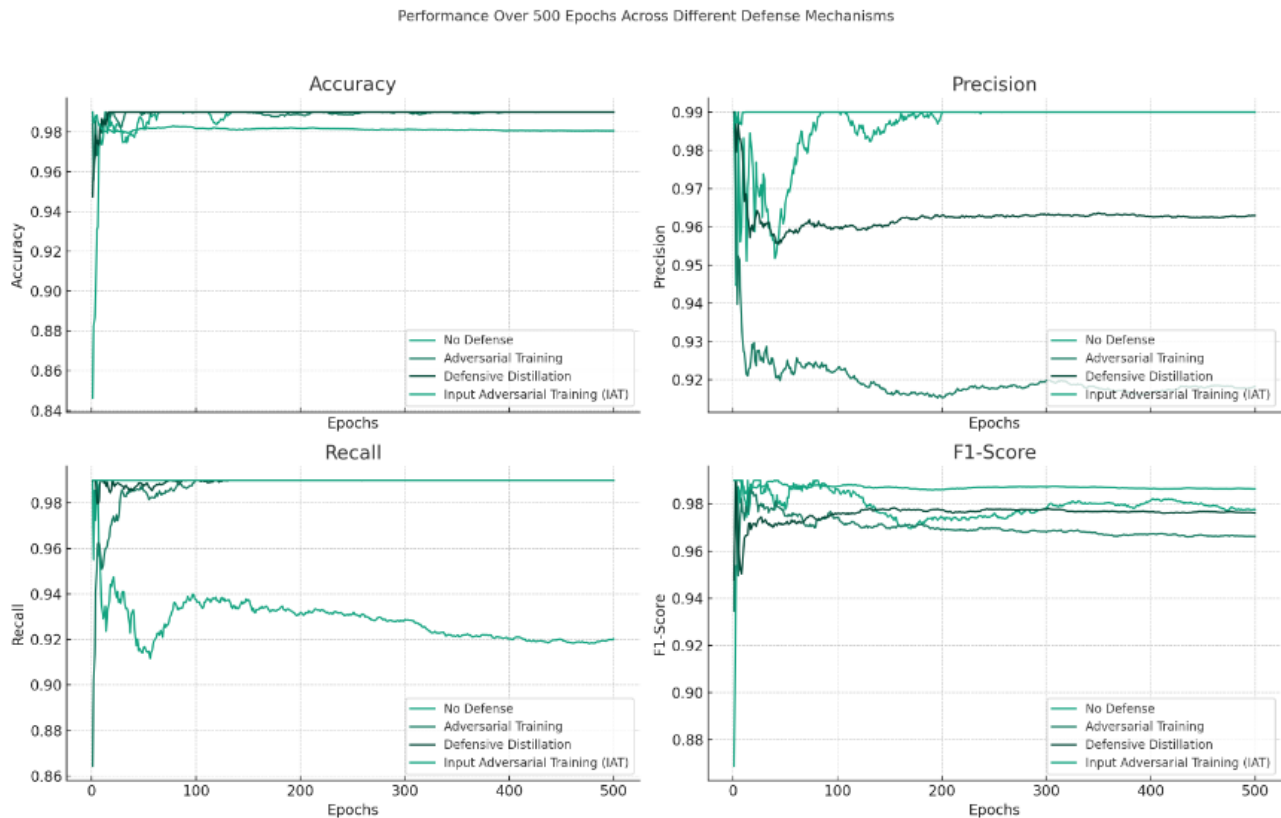 Performance Over 500 Epochs Across Different Defense Mechanisms
Accuracy
0.98
0.96
0.94
0.92
0.90
0.88
0.86
0.84
Accuracy
Epochs
No Defense
Adversarial Training
Defensive Distillation
Input Adversarial Training (IAT)
Precision
0.99
0.98
0.97
0.96
0.95
0.94
0.93
0.92
Precision
Epochs
No Defense
Adversarial Training
Defensive Distillation
Input Adversarial Training (IAT)
Recall
0.98
0.96
0.94
0.92
0.90
0.88
0.86
Recall
0 100 200 300 400 500
Epochs
No Defense
Adversarial Training
Defensive Distillation
Input Adversarial Training (IAT)
F1-Score
0.98
0.96
0.94
0.92
0.90
0.88
F1-Score
0 100 200 300 400 500
Epochs
No Defense
Adversarial Training
Defensive Distillation
Input Adversarial Training (IAT)